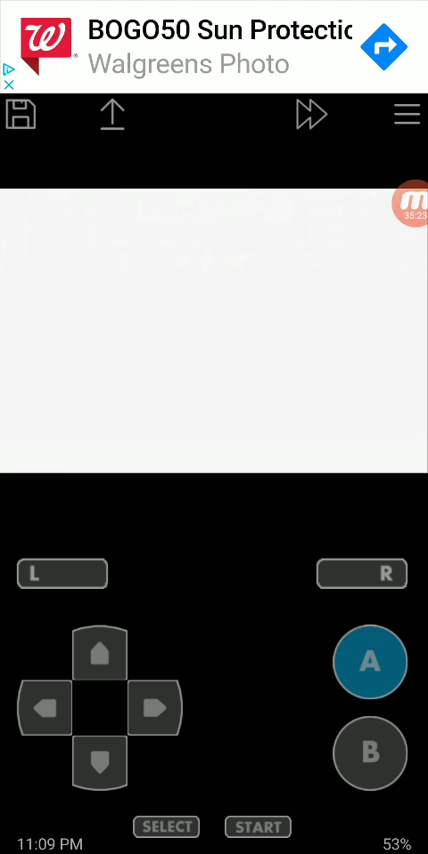 BOGO50 Sun Protectic
Walgreens Photo
35:23
L
R
A
B
SELECT
START
11:09 PM
53%